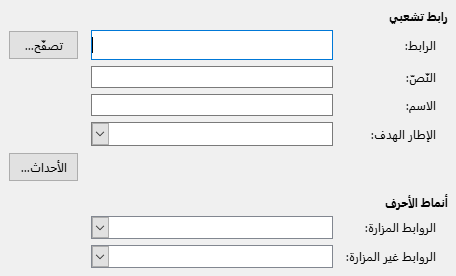 رابط تشعبي
الرابط:
تصفّح...
النّصّ:
الاسم:
الإطار الهدف:
الأحداث...
أنماط الأحرف
الروابط المزارة:
الروابط غير المزارة: